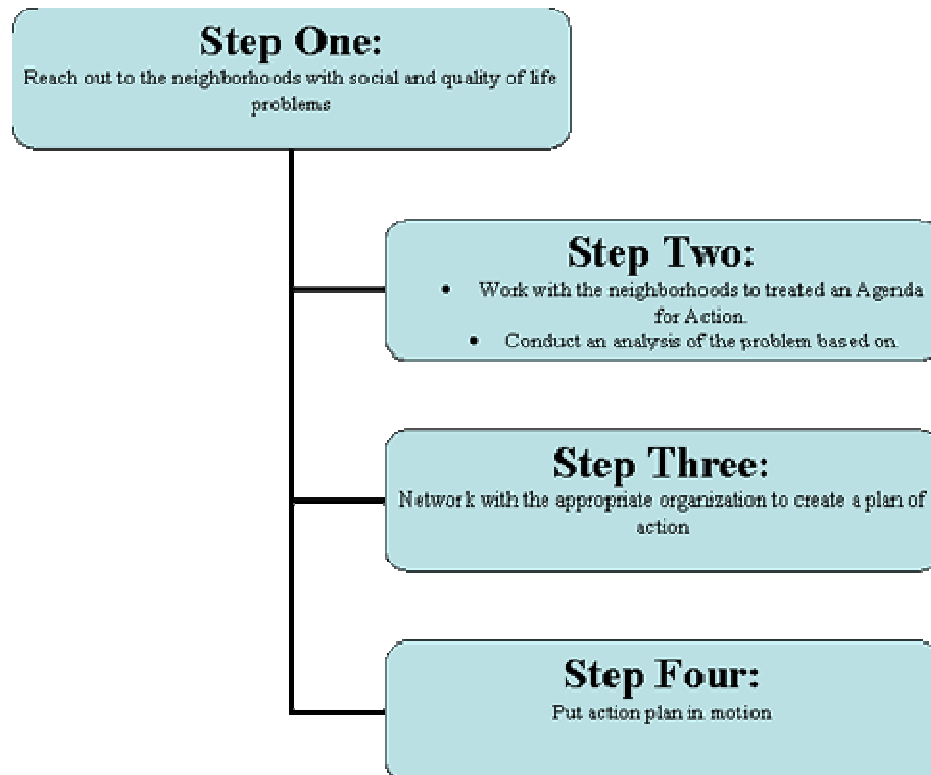 Step One:
Reach out to the neighborhoods with social and quality of life
problems
Step Two:
• Work with the neighborhoods to treated an Agenda
for Action.
• Conduct an analysis of the problem based on.
Step Three:
Network with the appropriate organization to create a plan of
action
Step Four:
Put action plan in motion